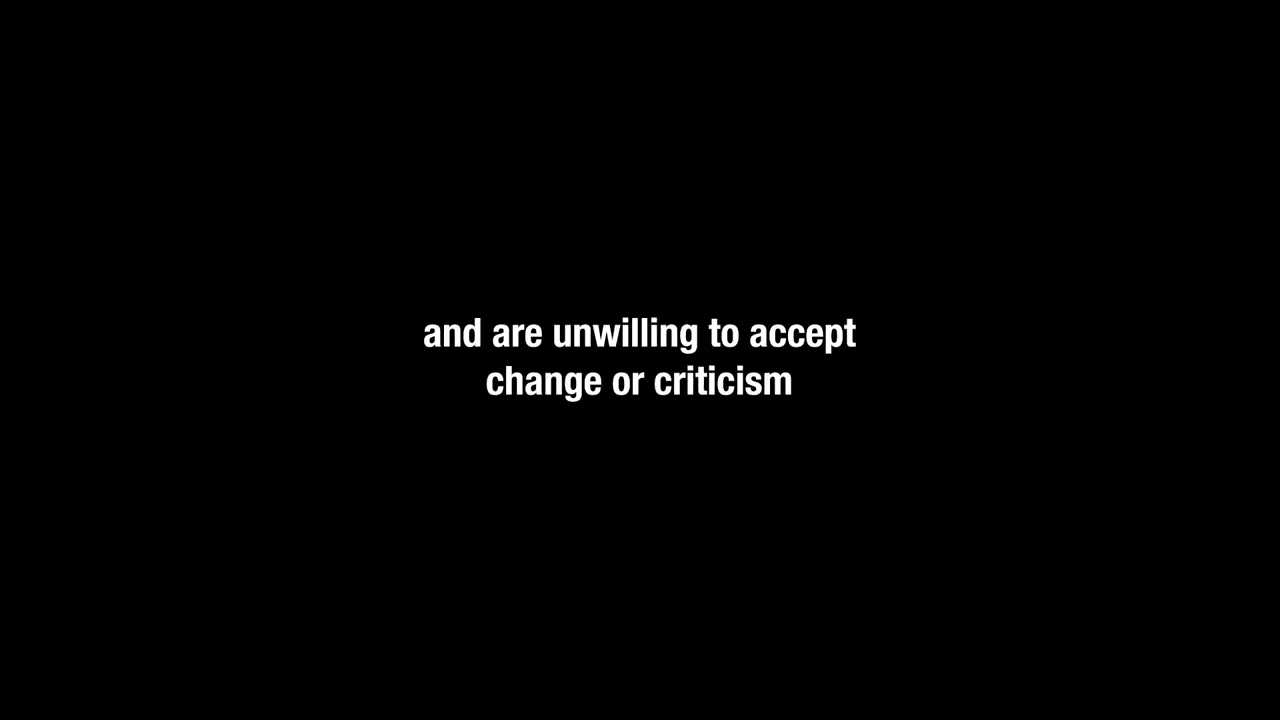 and are unwilling to accept
change or criticism